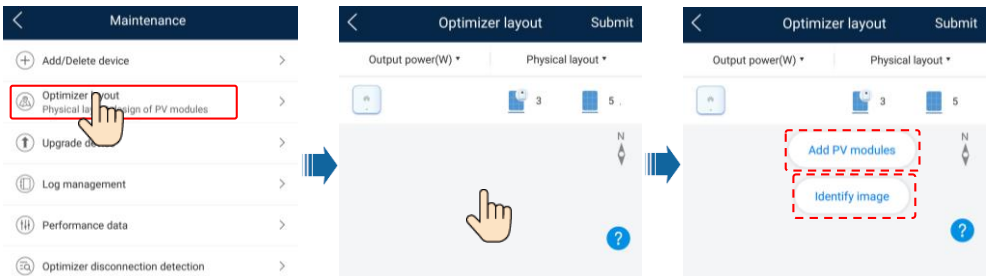 Maintenance
Add/Delete device
Optimizer layout
Physical layout design of PV modules
Upgrade device
Log management
Performance data
Optimizer disconnection detection
Optimizer layout Submit
Output power(W) Physical layout
3 5
N
?
Optimizer layout Submit
Output power(W) Physical layout
3 5
N
Add PV modules
Identify image
?